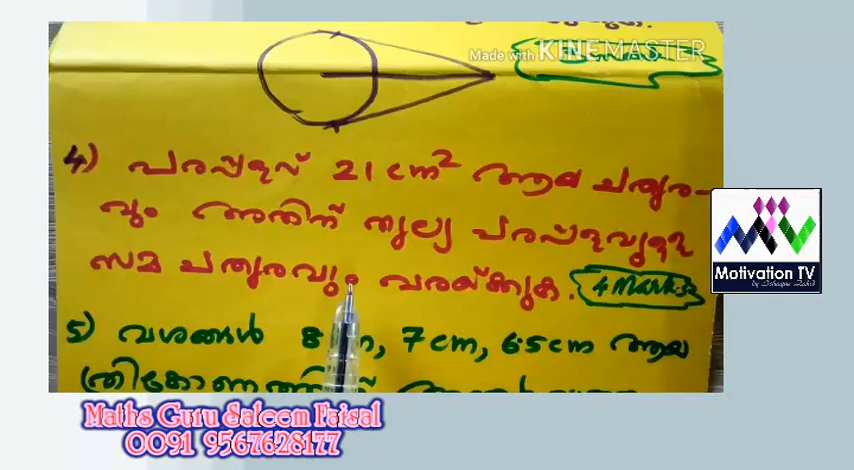 Made with KINEMASTER
4) പരപ്പളവ് 21 cm² ആയ ചതുര-
വും അതിന് തുല്യ പരപ്പളവുള്ള
സമ ചതുരവും വരയ്ക്കുക. 4 Marks
5) വശങ്ങൾ 8 , 7 cm, 6.5 cm ആയ
ത്രികോണത്തിന്
Motivation TV
Maths Guru Saleem Faisal
0091 9567628177